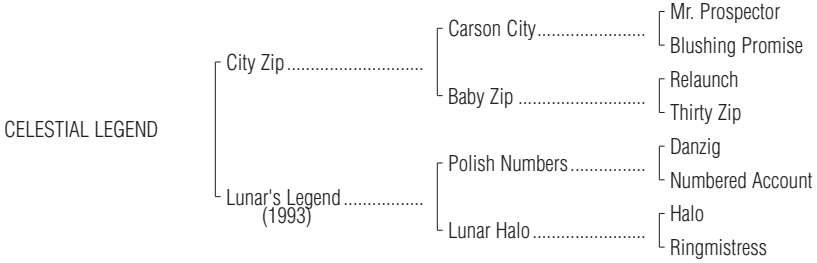 Mr. Prospector
Carson City.......................
Blushing Promise
City Zip.............................
Relaunch
Baby Zip...........................
Thirty Zip
CELESTIAL LEGEND
Danzig
Polish Numbers................
Numbered Account
Lunar's Legend.................
(1993)
Halo
Lunar Halo........................
Ringmistress